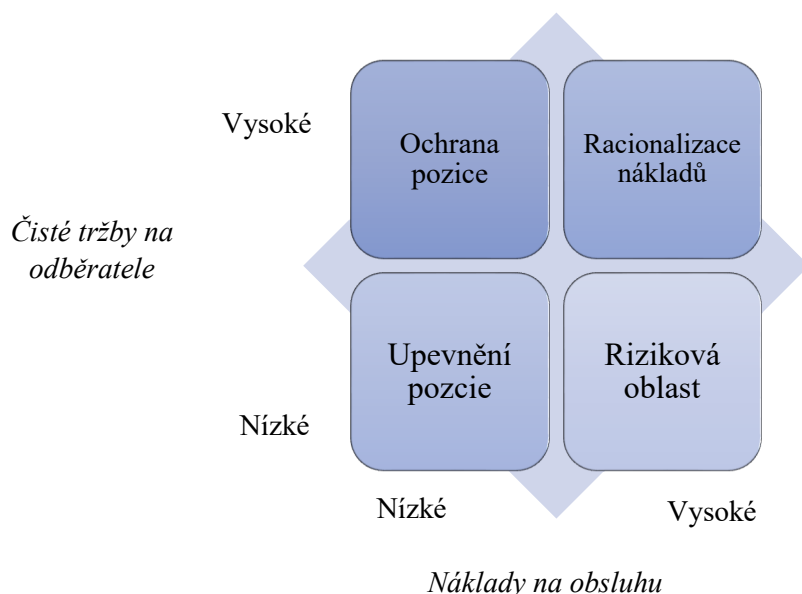 Vysoké
Ochrana
pozice
Racionalizace
nákladů
Čisté tržby na
odběratele
Upevnění
pozcie
Riziková
oblast
Nízké
Nízké
Vysoké
Náklady na obsluhu